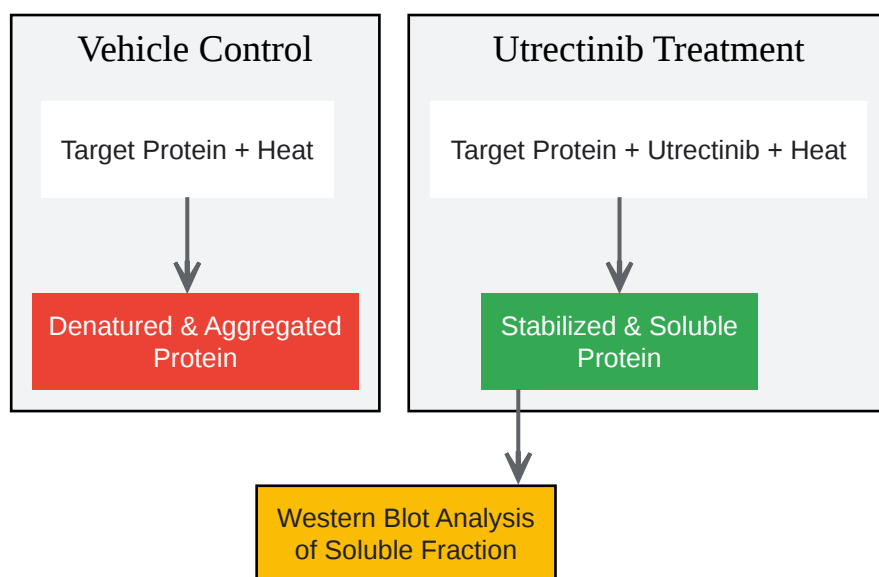 Vehicle Control
Target Protein + Heat
Denatured & Aggregated
Protein
Utrectinib Treatment
Target Protein + Utrectinib + Heat
Stabilized & Soluble
Protein
Western Blot Analysis
of Soluble Fraction